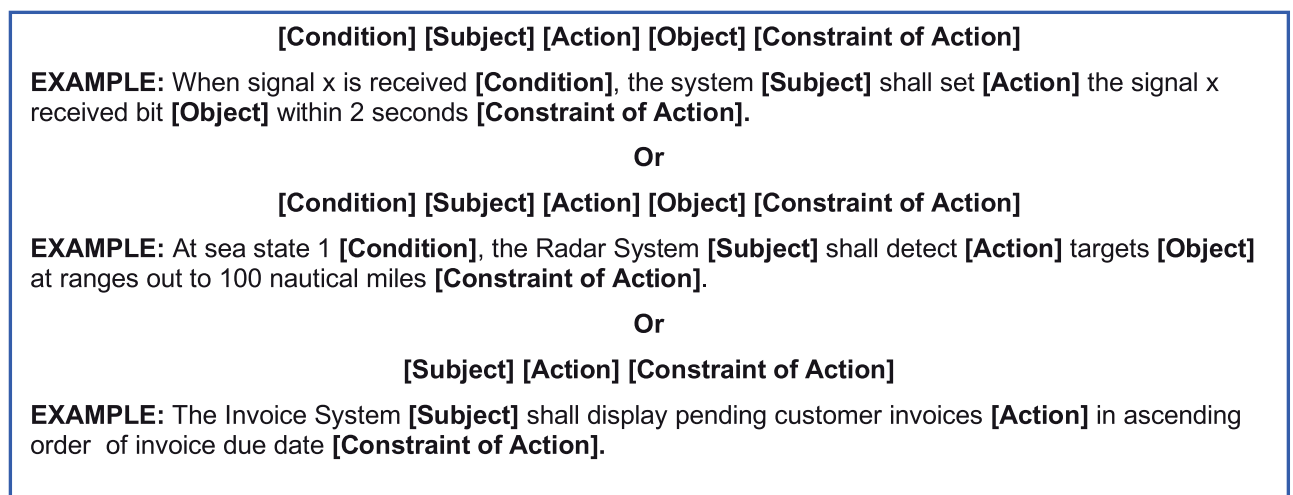 [Condition] [Subject] [Action] [Object] [Constraint of Action]
EXAMPLE: When signal x is received [Condition], the system [Subject] shall set [Action] the signal x
received bit [Object] within 2 seconds [Constraint of Action].
Or
[Condition] [Subject] [Action] [Object] [Constraint of Action]
EXAMPLE: At sea state 1 [Condition], the Radar System [Subject] shall detect [Action] targets [Object]
at ranges out to 100 nautical miles [Constraint of Action].
Or
[Subject] [Action] [Constraint of Action]
EXAMPLE: The Invoice System [Subject] shall display pending customer invoices [Action] in ascending
order  of invoice due date [Constraint of Action].